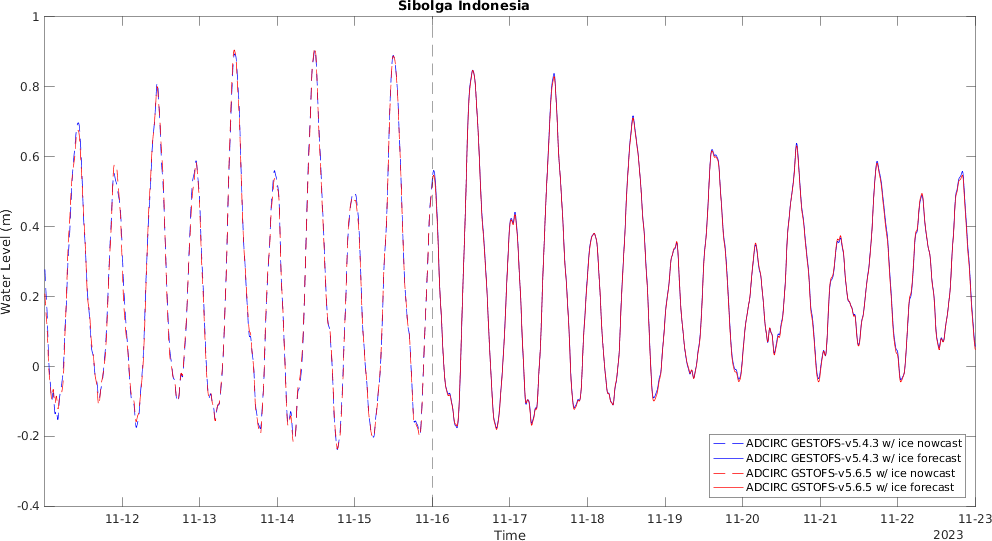 Sibolga Indonesia
1
0.8
0.6
0.4
0.2
0
-0.2
-0.4
Water Level (m)
ADCIRC GESTOFS-v5.4.3 w/ ice nowcast
ADCIRC GESTOFS-v5.4.3 w/ ice forecast
ADCIRC GSTOFS-v5.6.5 w/ ice nowcast
ADCIRC GSTOFS-v5.6.5 w/ ice forecast
11-12 11-13 11-14 11-15 11-16 11-17 11-18 11-19 11-20 11-21 11-22 11-23
Time
2023